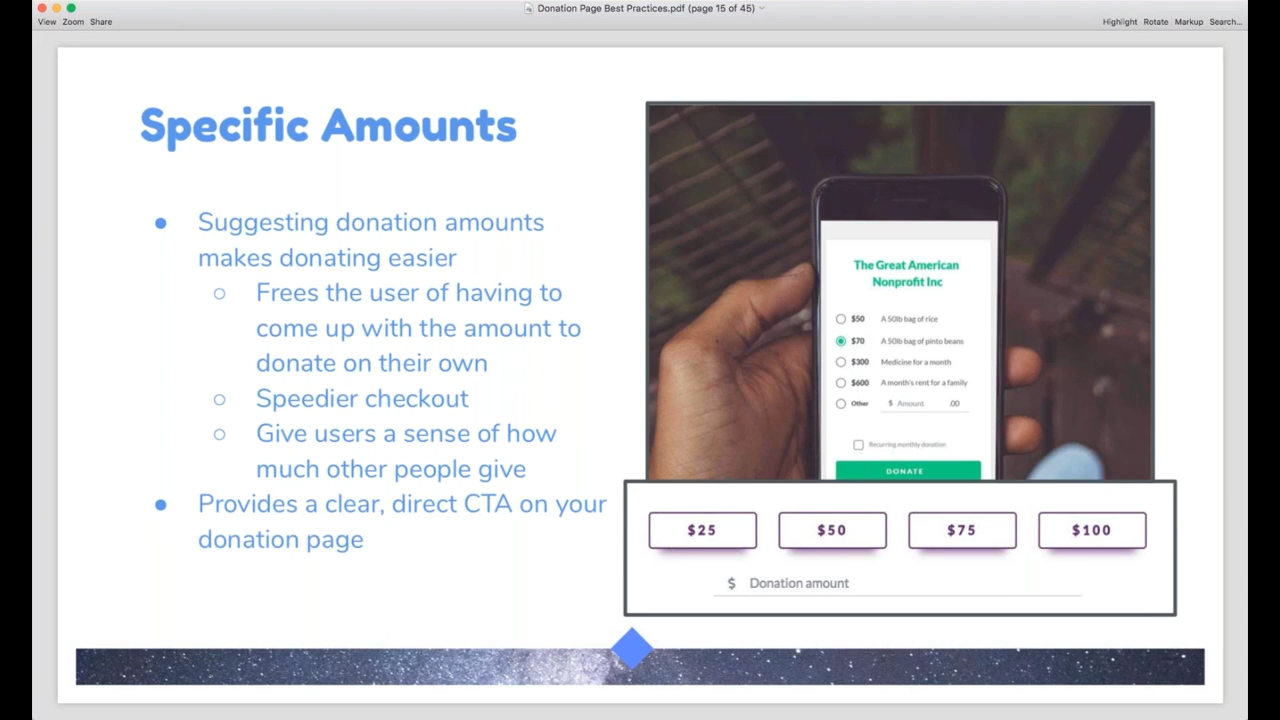 Donation Page Best Practices.pdf (page 15 of 45)
View Zoom Share
Highlight Rotate Markup Search...
Specific Amounts
● Suggesting donation amounts
makes donating easier
○ Frees the user of having to
come up with the amount to
donate on their own
○ Speedier checkout
○ Give users a sense of how
much other people give
● Provides a clear, direct CTA on your
donation page
The Great American
Nonprofit Inc
$50 A 50lb bag of rice
$70 A 50lb bag of pinto beans
$300 Medicine for a month
$600 A month's rent for a family
Other $ Amount .00
Recurring monthly donation
DONATE
$25 $50 $75 $100
$ Donation amount